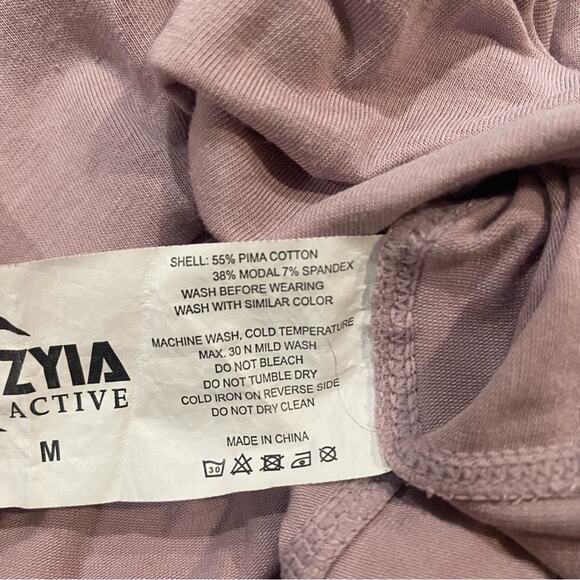 SHELL: 55% PIMA COTTON
38% MODAL 7% SPANDEX
WASH BEFORE WEARING
WASH WITH SIMILAR COLOR
MACHINE WASH, COLD TEMPERATURE
MAX. 30 N MILD WASH
DO NOT BLEACH
DO NOT TUMBLE DRY
COLD IRON ON REVERSE SIDE
DO NOT DRY CLEAN
MADE IN CHINA
30
ZYIA
ACTIVE
M